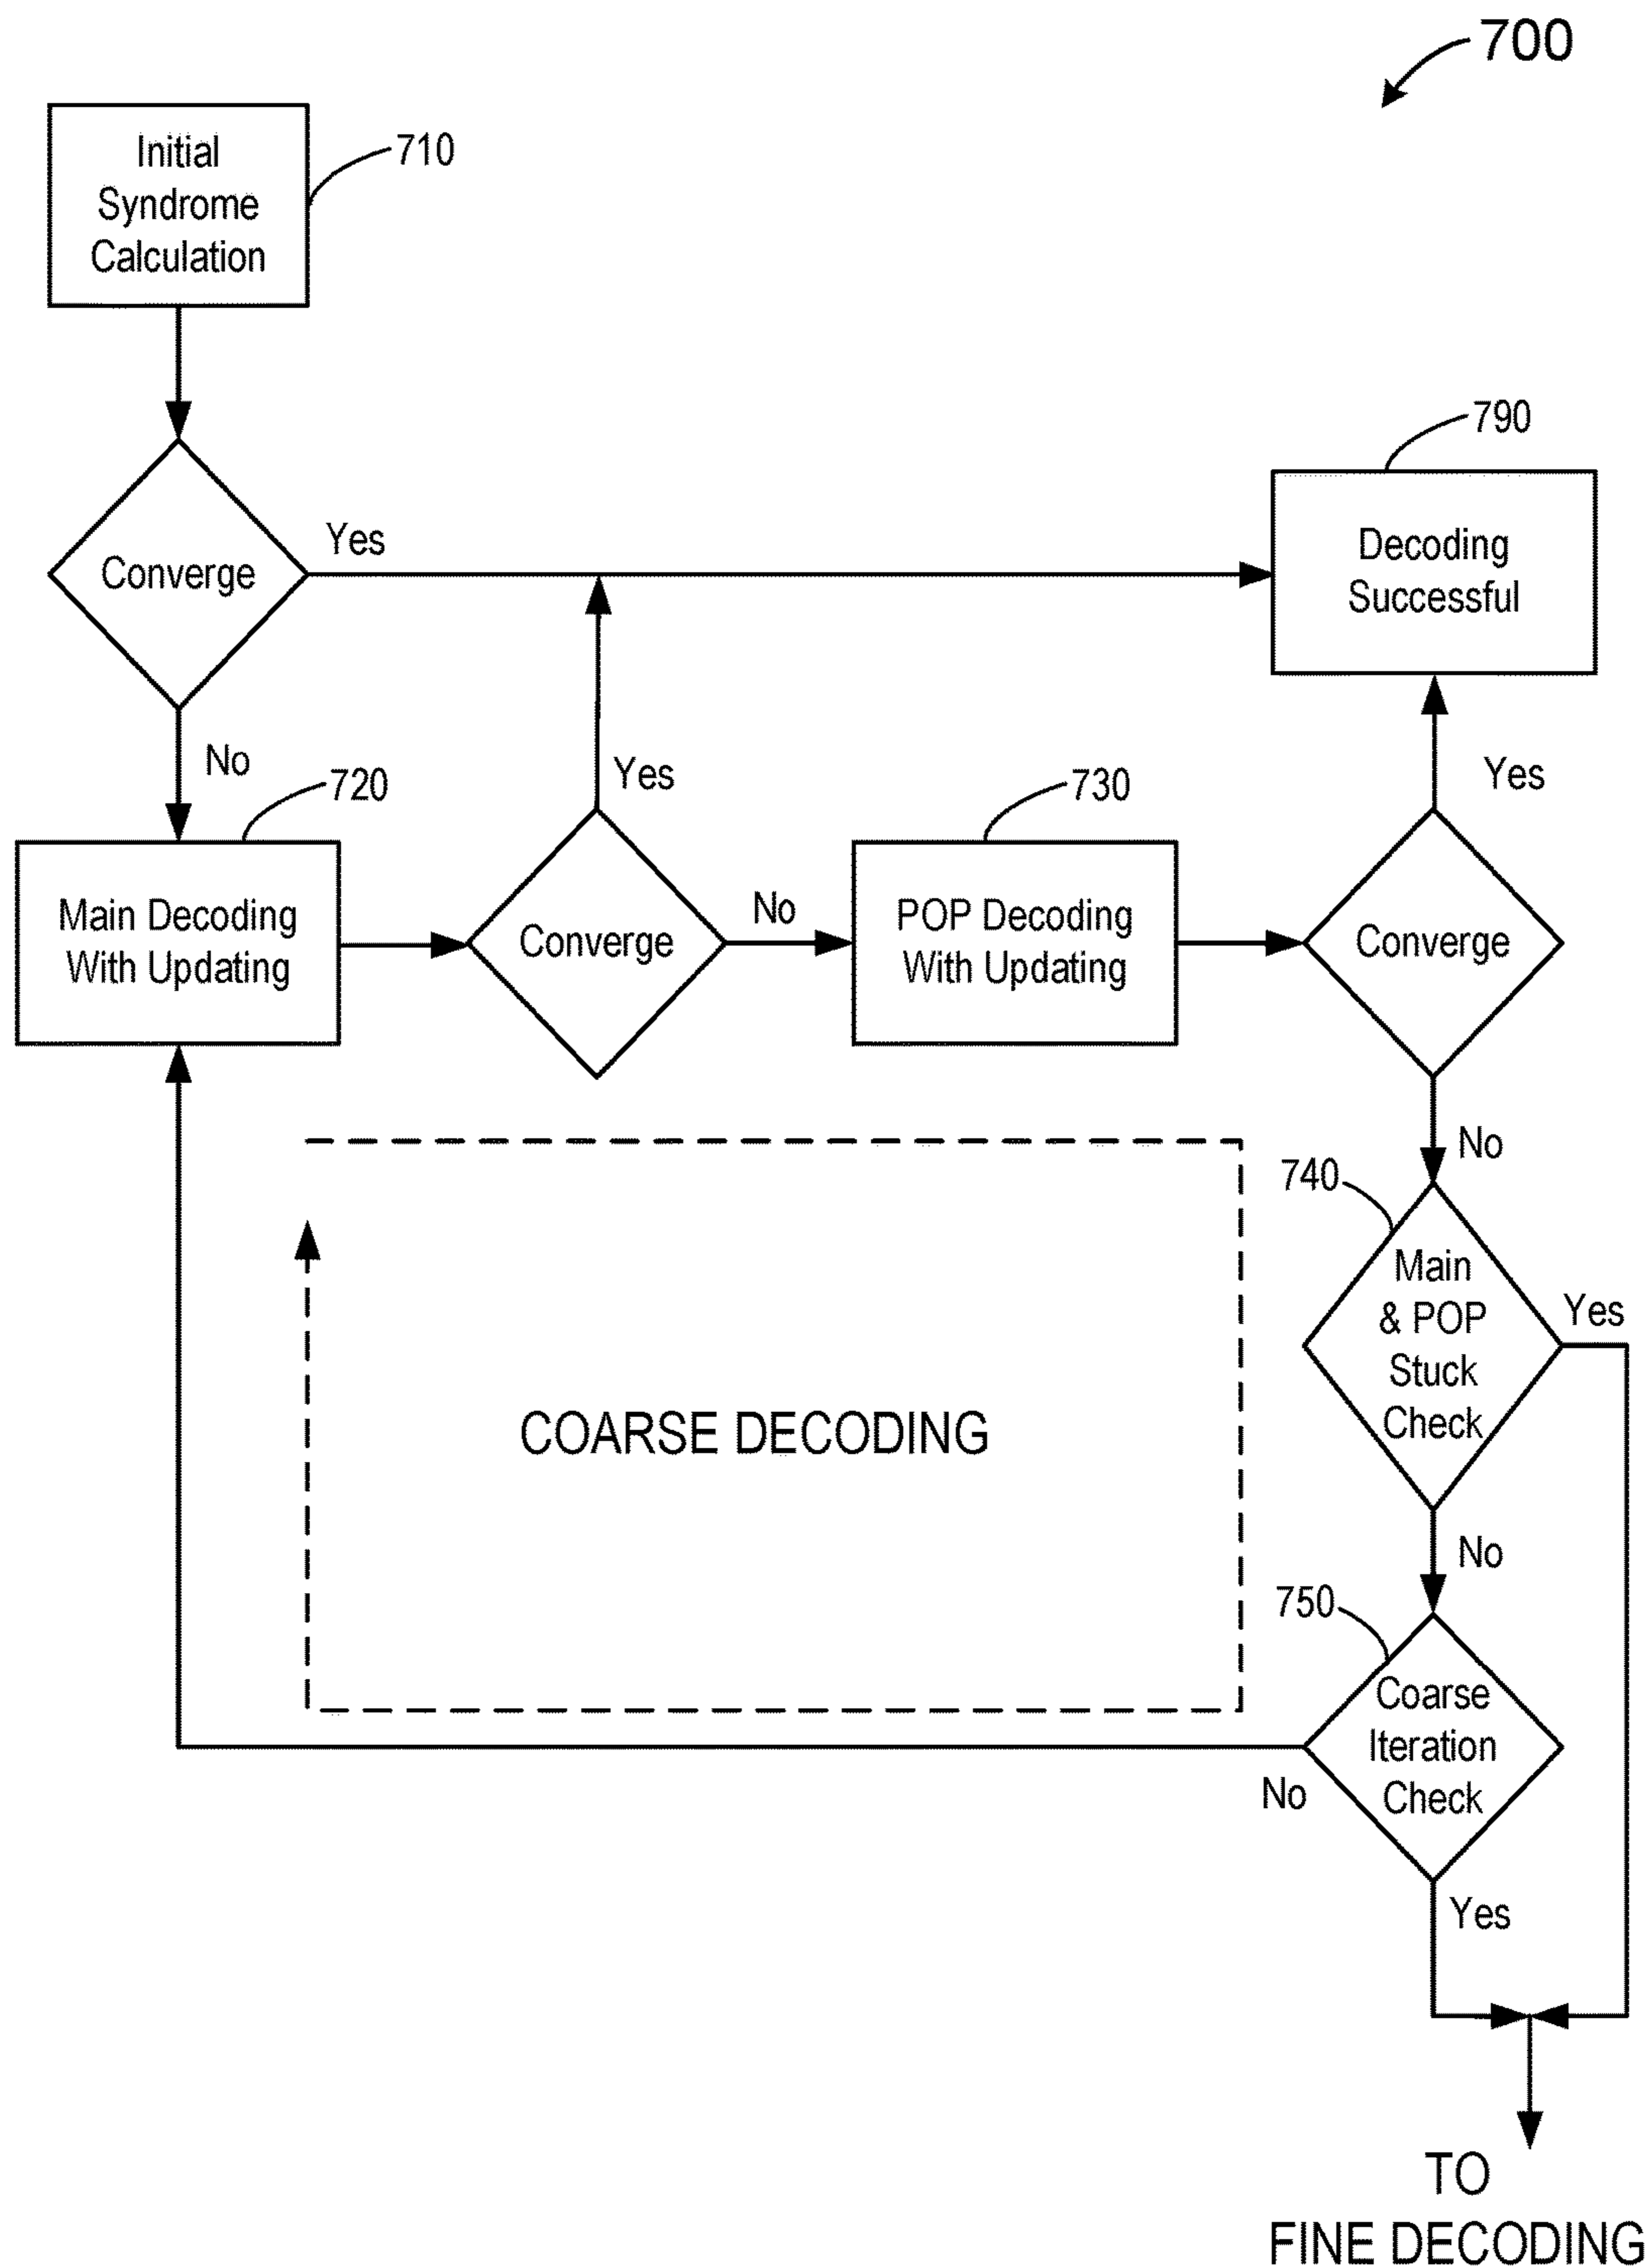 700
Initial
Syndrome
Calculation
710
790
Converge
Yes
Decoding
Successful
No
720
Yes
730
Yes
Main Decoding
With Updating
Converge
No
POP Decoding
With Updating
Converge
No
740
Main
& POP
Stuck
Check
Yes
COARSE DECODING
No
750
Coarse
Iteration
Check
No
Yes
TO
FINE DECODING